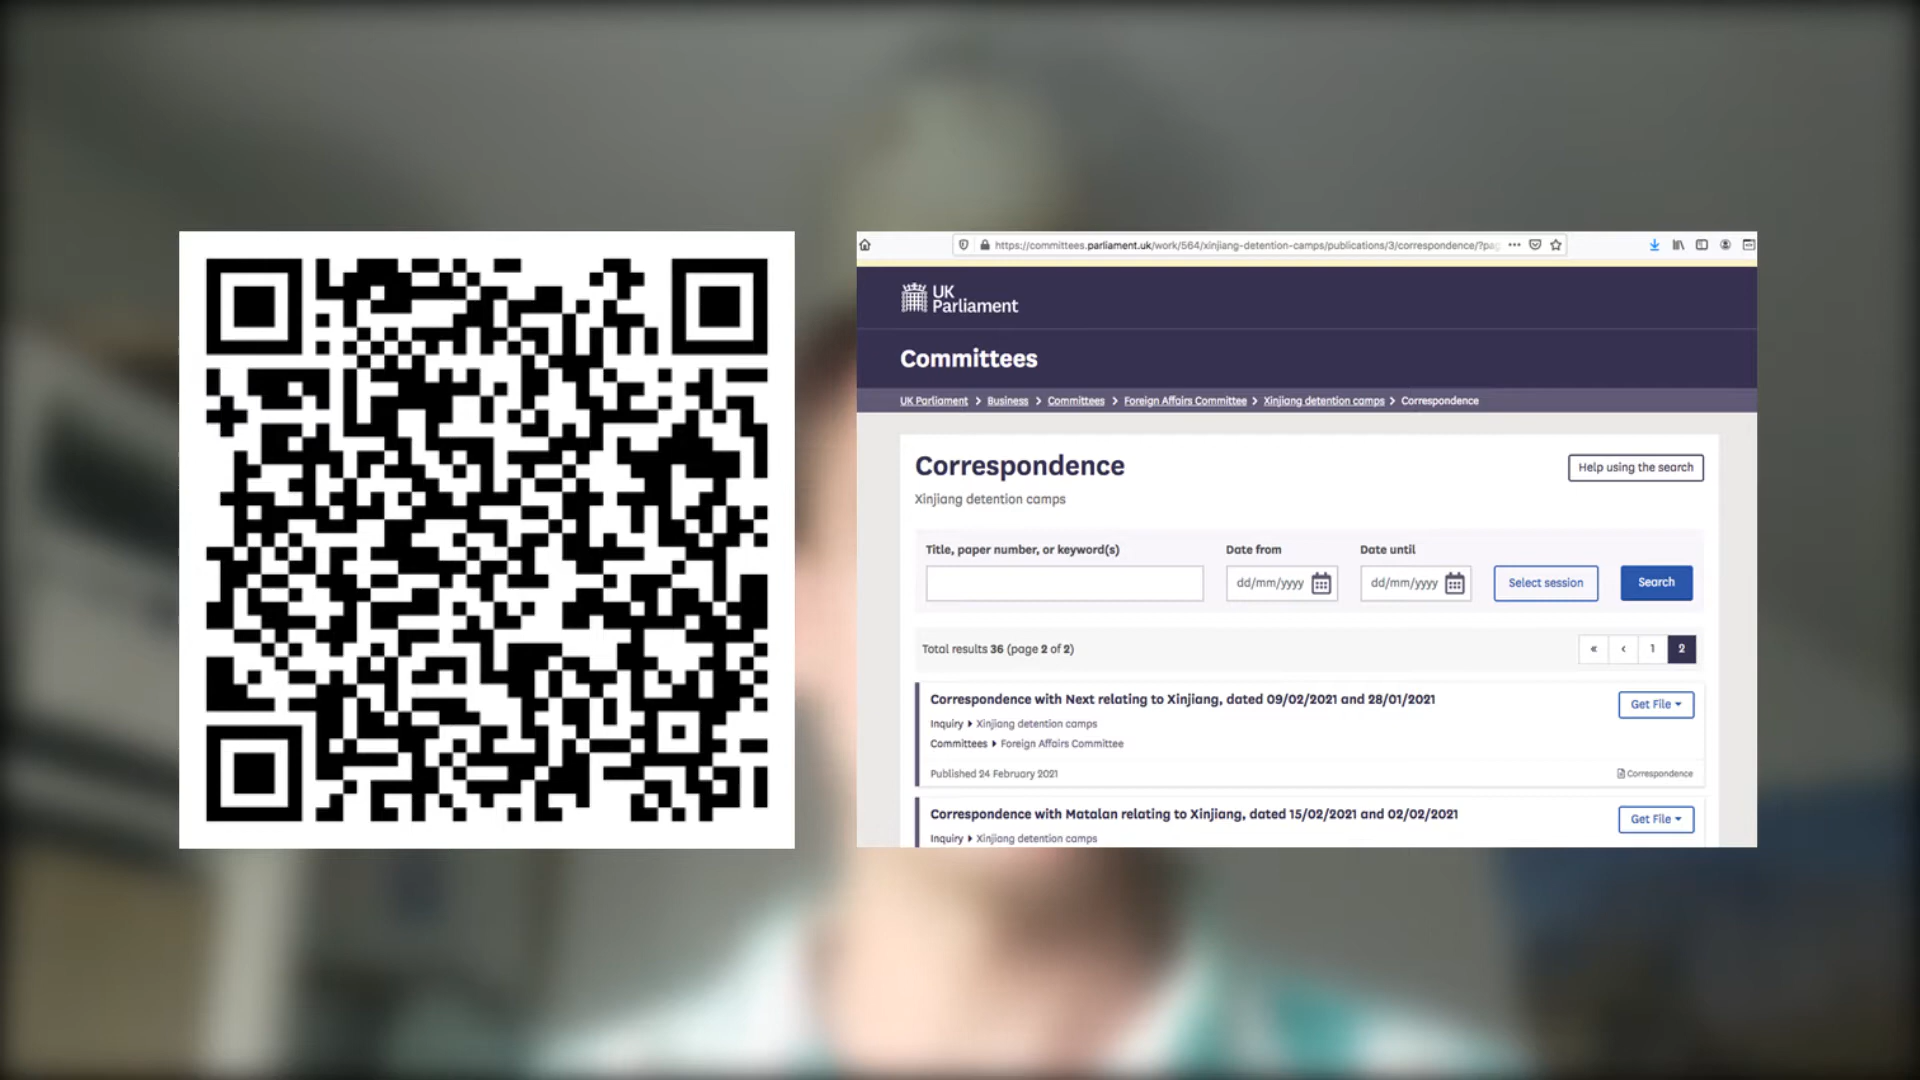 https://committees.parliament.uk/work/564/xinjiang-detention-camps/publications/3/correspondence/?pag
UK
Parliament
Committees
UK Parliament > Business > Committees > Foreign Affairs Committee > Xinjiang detention camps > Correspondence
Correspondence
Help using the search
Xinjiang detention camps
Title, paper number, or keyword(s)
Date from
Date until
dd/mm/yyyy
dd/mm/yyyy
Select session
Search
Total results 36 (page 2 of 2)
« ‹ 1 2
Correspondence with Next relating to Xinjiang, dated 09/02/2021 and 28/01/2021
Get File
Inquiry Xinjiang detention camps
Committees Foreign Affairs Committee
Published 24 February 2021
Correspondence
Correspondence with Matalan relating to Xinjiang, dated 15/02/2021 and 02/02/2021
Get File
Inquiry Xinjiang detention camps